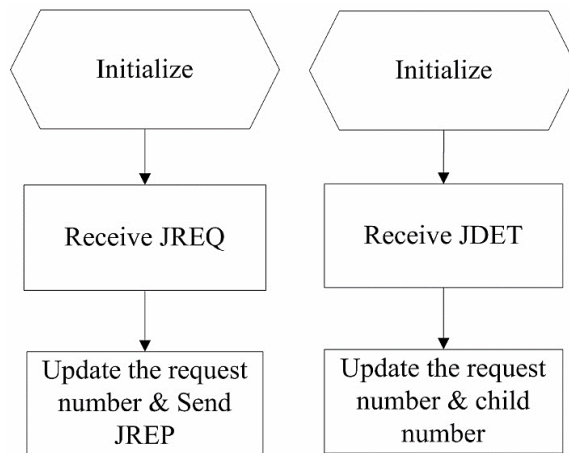 Initialize
Receive JREQ
Update the request
number & Send
JREP
Initialize
Receive JDET
Update the request
number & child
number